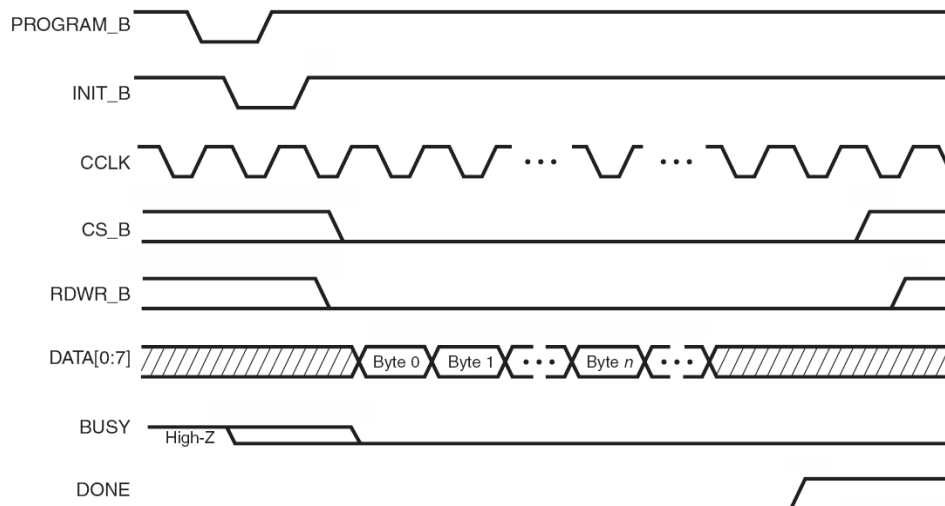 PROGRAM_B
INIT_B
CCLK
CS_B
RDWR_B
DATA[0:7]
Byte 0
Byte 1
Byte n
BUSY
High-Z
DONE